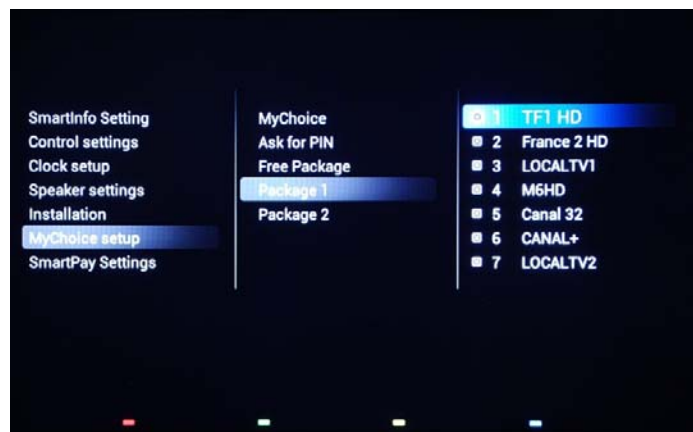 SmartInfo Setting
Control settings
Clock setup
Speaker settings
Installation
MyChoice setup
SmartPay Settings
MyChoice
Ask for PIN
Free Package
Package 1
Package 2
1 TF1 HD
2 France 2 HD
3 LOCALTV1
4 M6HD
5 Canal 32
6 CANAL+
7 LOCALTV2